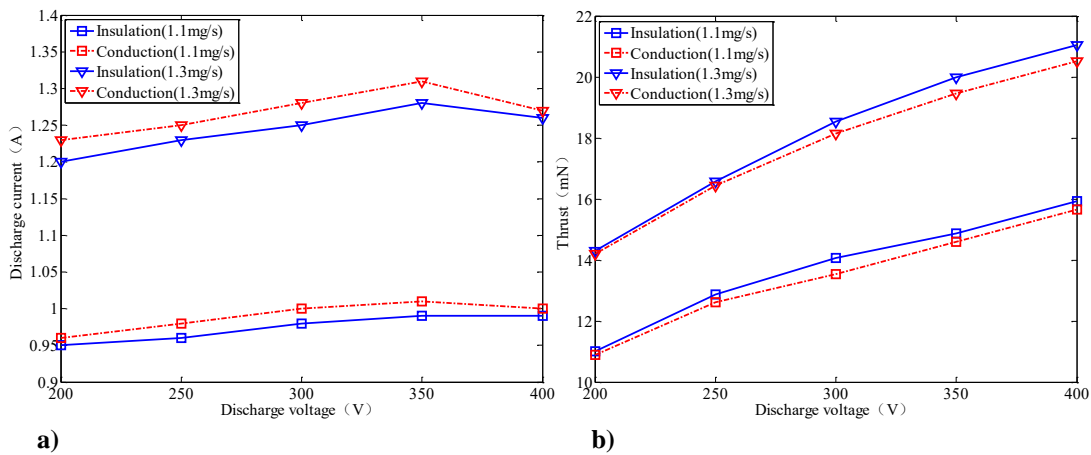 1.4
1.35
1.3
1.25
1.2
1.15
1.1
1.05
1
0.95
0.9
Discharge current（A）
Insulation(1.1mg/s)
Conduction(1.1mg/s)
Insulation(1.3mg/s)
Conduction(1.3mg/s)
200 250 300 350 400
Discharge voltage（V）
a)
22
20
18
16
14
12
10
Thrust（mN）
Insulation(1.1mg/s)
Conduction(1.1mg/s)
Insulation(1.3mg/s)
Conduction(1.3mg/s)
200 250 300 350 400
Discharge voltage（V）
b)